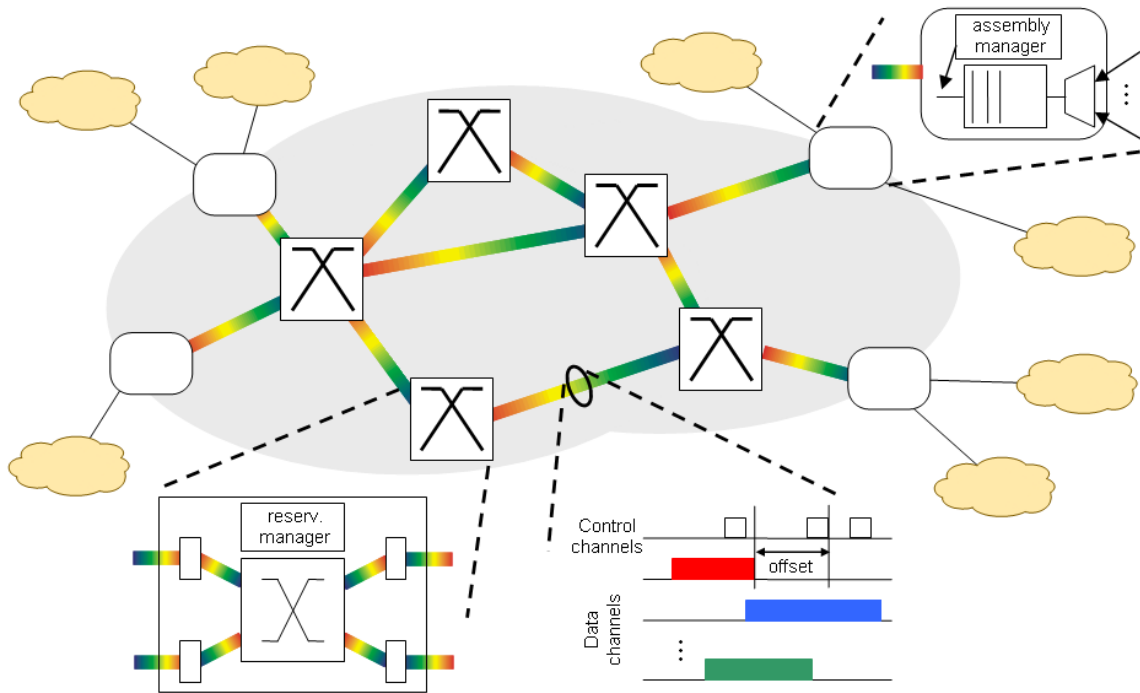 assembly
manager
reserv.
manager
Control
channels
offset
Data
channels